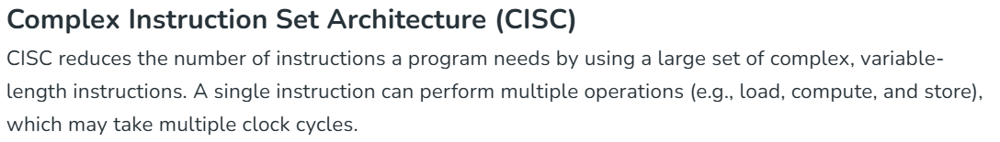 Complex Instruction Set Architecture (CISC)
CISC reduces the number of instructions a program needs by using a large set of complex, variable-
length instructions. A single instruction can perform multiple operations (e.g., load, compute, and store),
which may take multiple clock cycles.